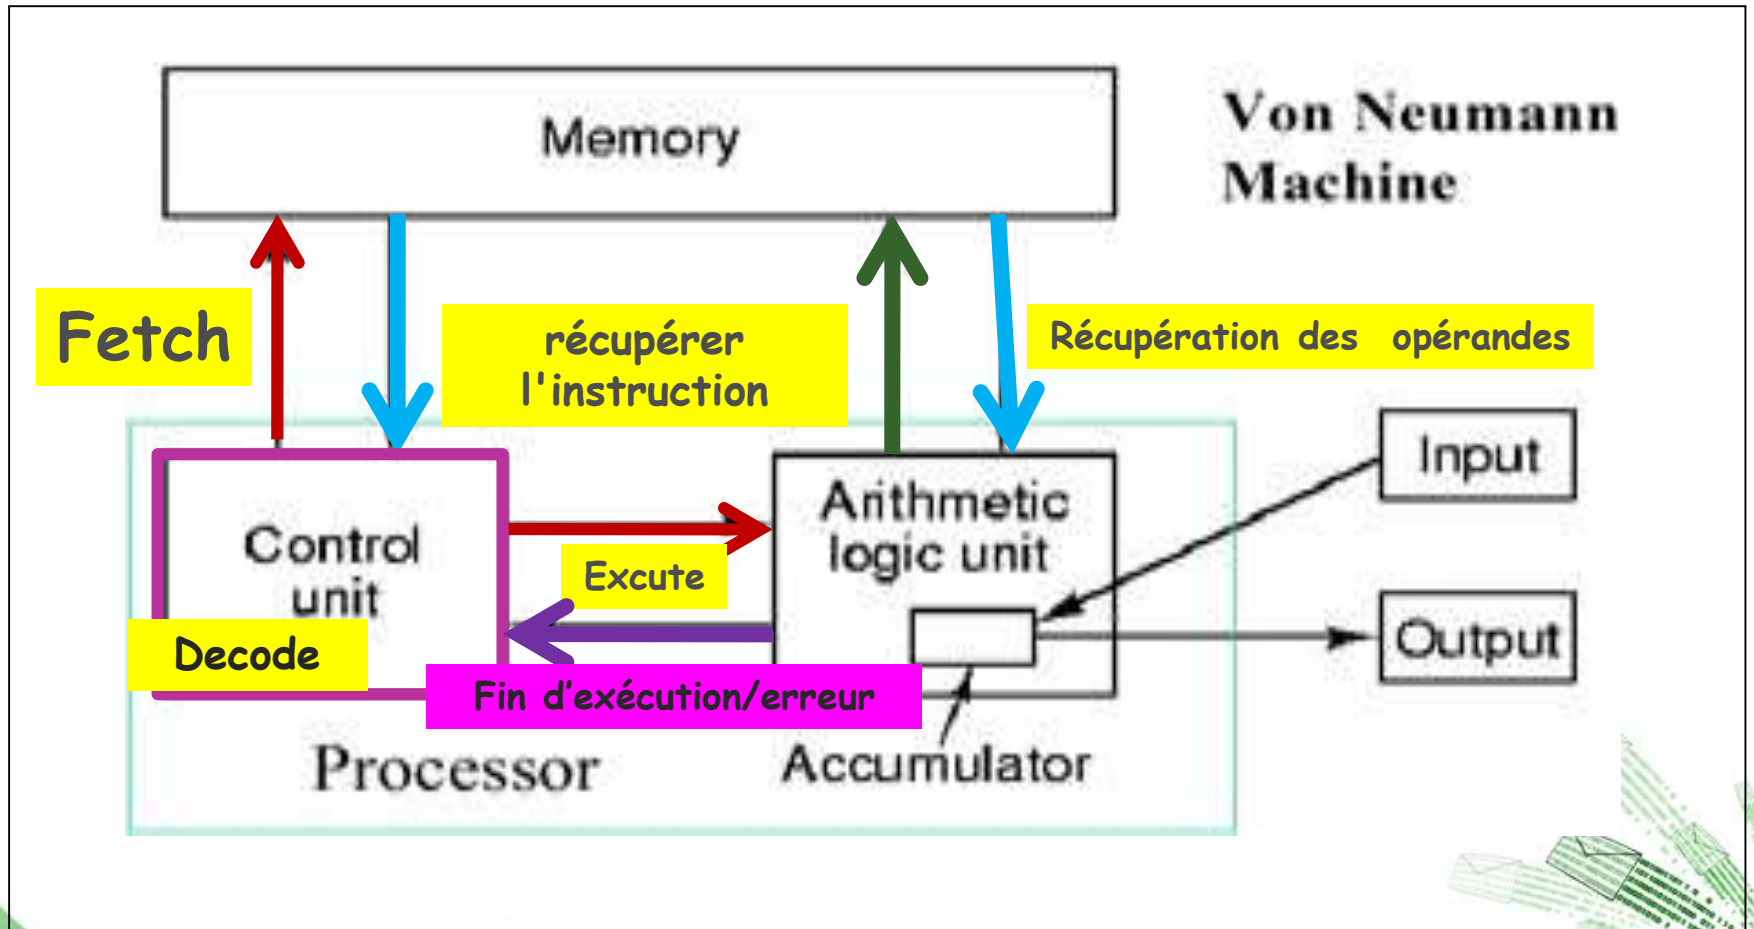 Memory
Von Neumann
Machine
Fetch
récupérer
l'instruction
Récupération des opérandes
Control
unit
Decode
Excute
Arithmetic
logic unit
Input
Output
Fin d'exécution/erreur
Processor
Accumulator